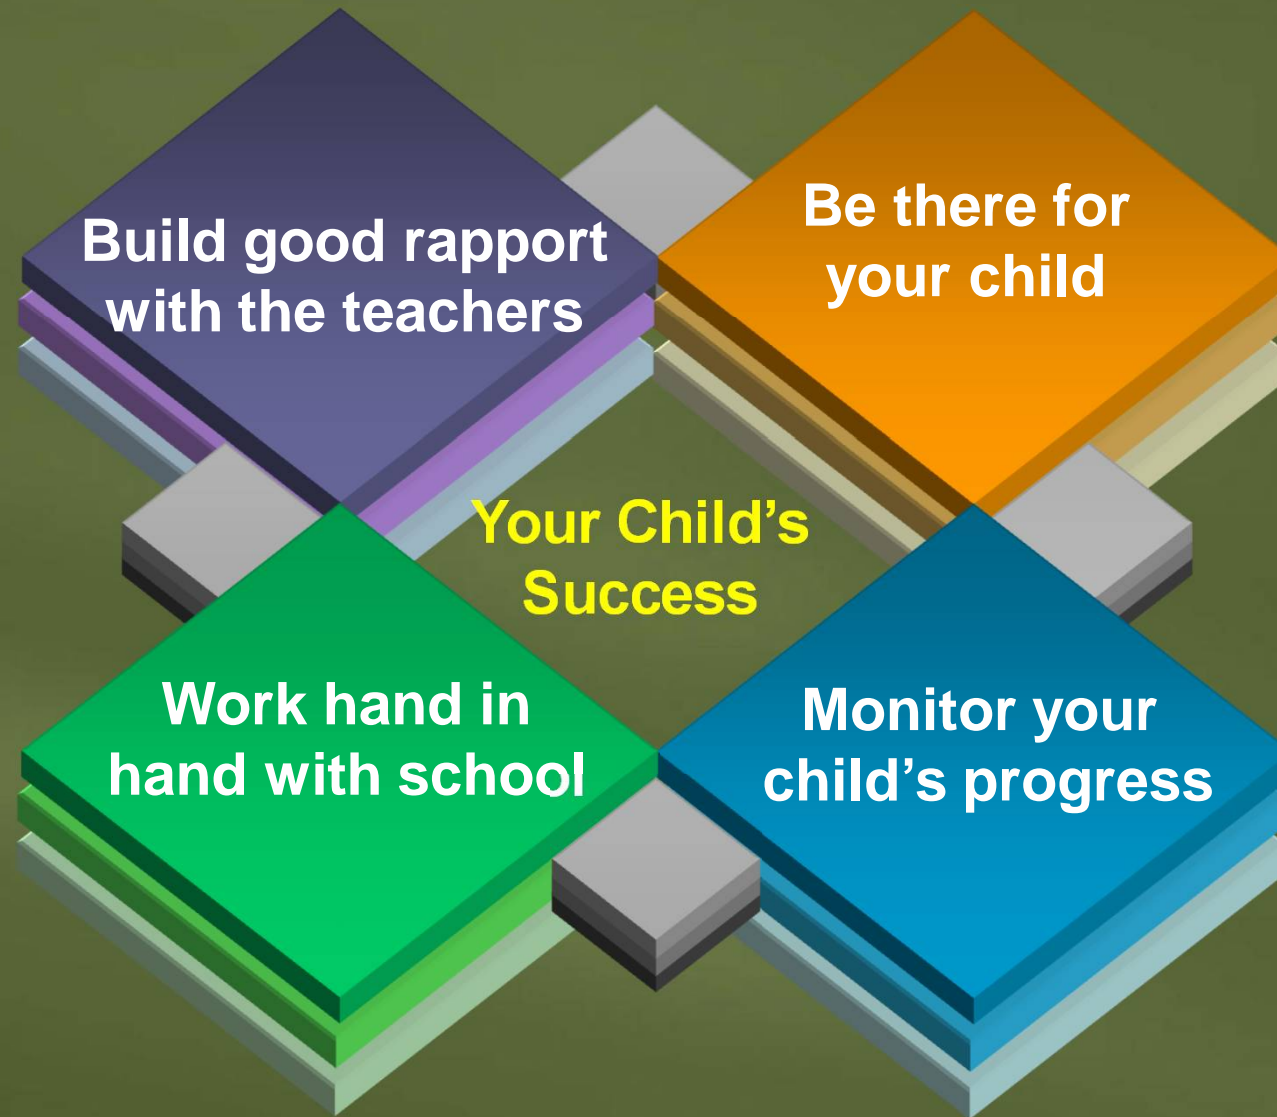 Build good rapport
with the teachers
Be there for
your child
Your Child’s
Success
Work hand in
hand with school
Monitor your
child’s progress